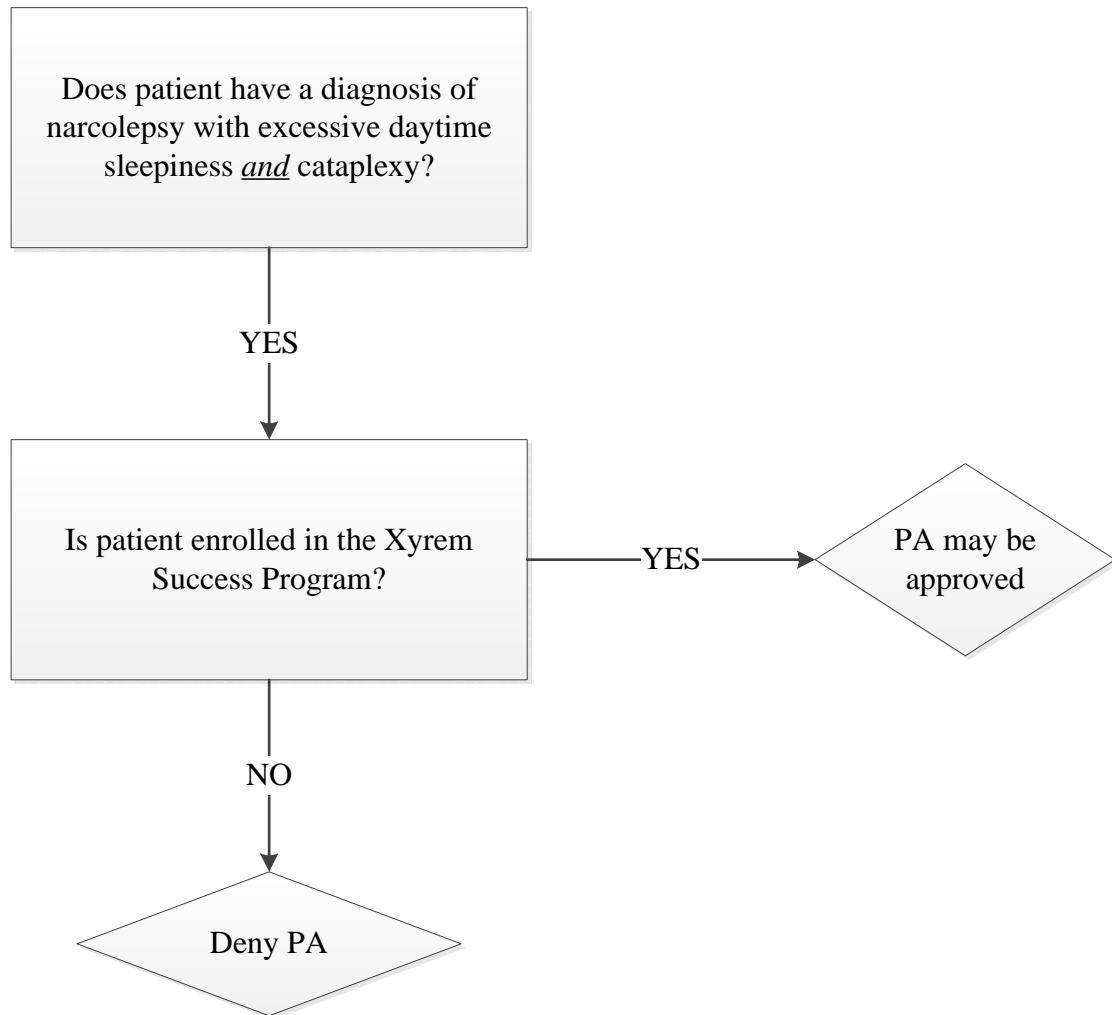 Does patient have a diagnosis of
narcolepsy with excessive daytime
sleepiness and cataplexy?
YES
Is patient enrolled in the Xyrem
Success Program?
YES
PA may be
approved
NO
Deny PA